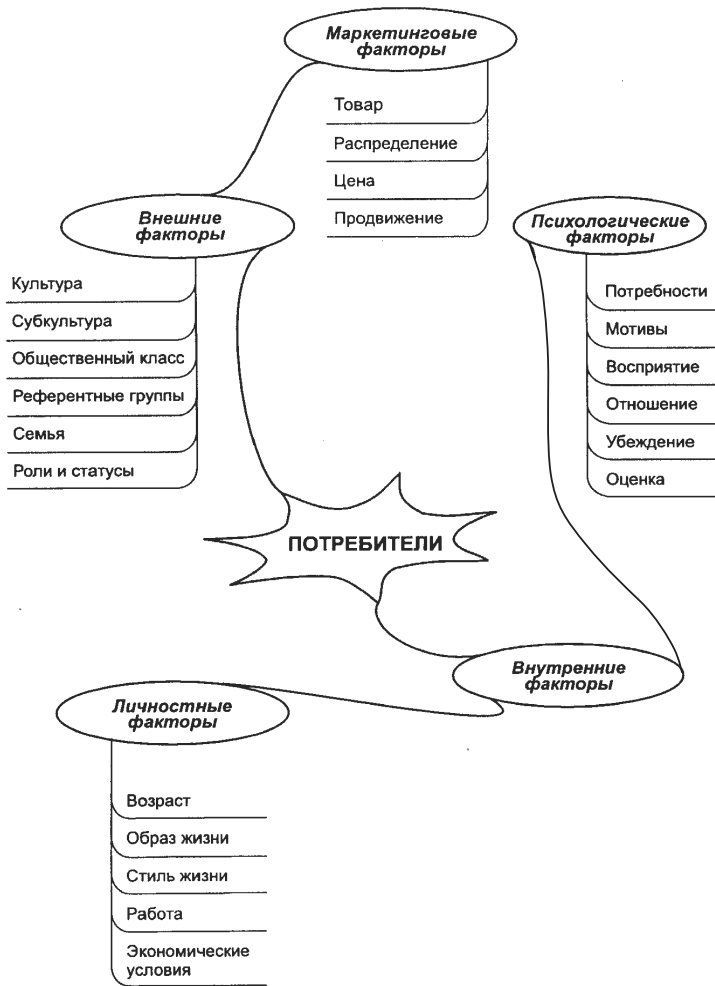 Маркетинговые
факторы
Товар
Распределение
Цена
Продвижение
Внешние
факторы
Культура
Субкультура
Общественный класс
Референтные группы
Семья
Роли и статусы
Психологические
факторы
Потребности
Мотивы
Восприятие
Отношение
Убеждение
Оценка
ПОТРЕБИТЕЛИ
Внутренние
факторы
Личностные
факторы
Возраст
Образ жизни
Стиль жизни
Работа
Экономические
условия